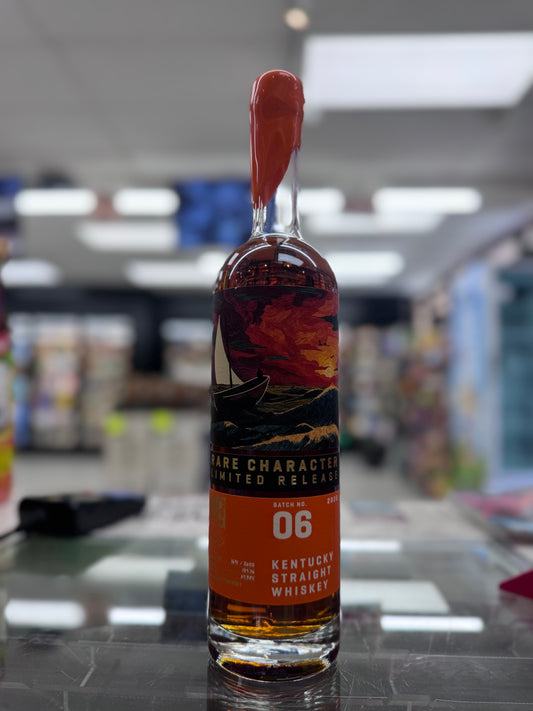 RARE CHARACTER
LIMITED RELEASE
BATCH NO.
06
KENTUCKY
STRAIGHT
WHISKEY